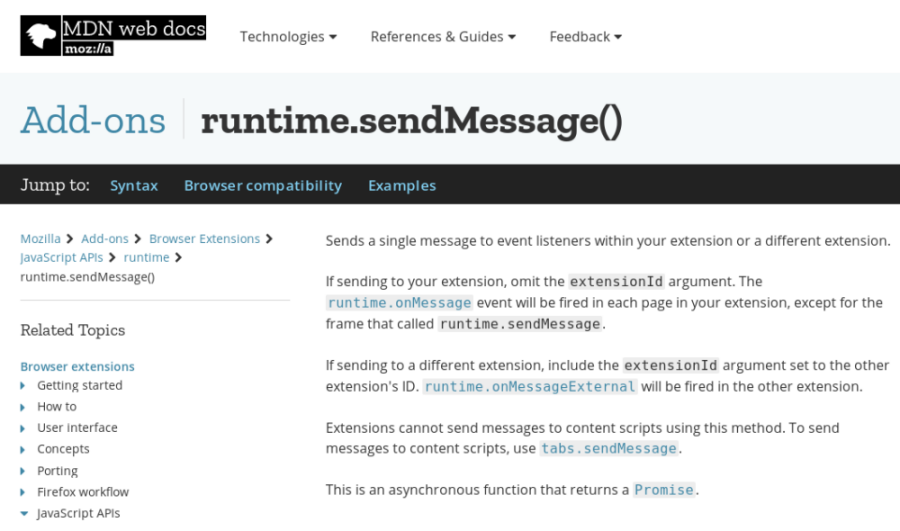 MDN web docs
moz://a
Technologies
References & Guides
Feedback
Add-ons
runtime.sendMessage()
Jump to:
Syntax
Browser compatibility
Examples
Mozilla
Add-ons
Browser Extensions
JavaScript APIs
runtime
runtime.sendMessage()
Related Topics
Browser extensions
Getting started
How to
User interface
Concepts
Porting
Firefox workflow
JavaScript APIs
Sends a single message to event listeners within your extension or a different extension.
If sending to your extension, omit the extensionId argument. The
runtime.onMessage event will be fired in each page in your extension, except for the
frame that called runtime.sendMessage.
If sending to a different extension, include the extensionId argument set to the other
extension's ID. runtime.onMessageExternal will be fired in the other extension.
Extensions cannot send messages to content scripts using this method. To send
messages to content scripts, use tabs.sendMessage.
This is an asynchronous function that returns a Promise.